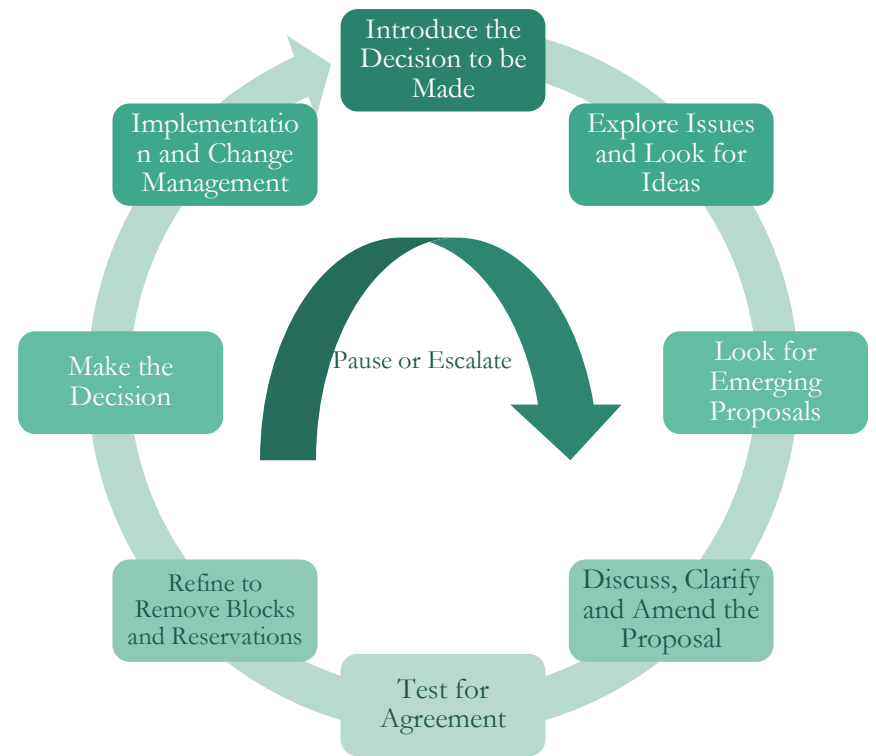 Introduce the
Decision to be
Made
Explore Issues
and Look for
Ideas
Look for
Emerging
Proposals
Discuss, Clarify
and Amend the
Proposal
Test for
Agreement
Refine to
Remove Blocks
and Reservations
Make the
Decision
Implementatio
n and Change
Management
Pause or Escalate